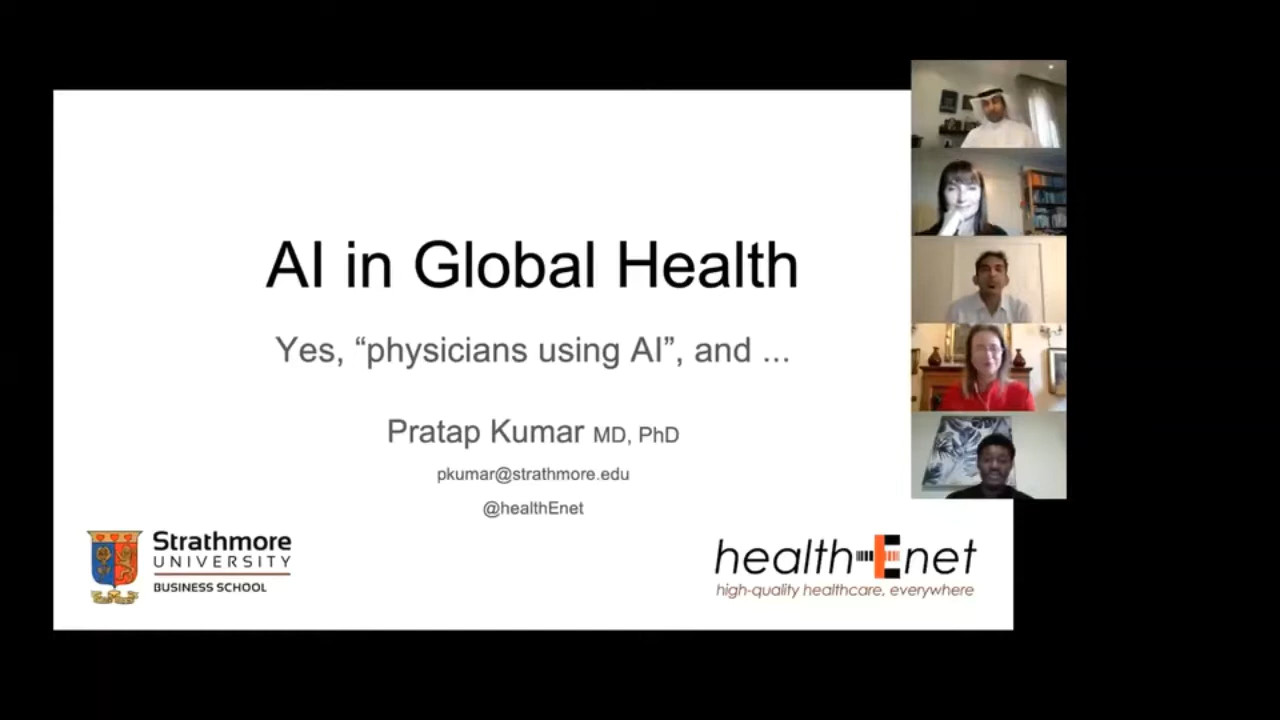 AI in Global Health
Yes, “physicians using AI”, and ...
Pratap Kumar MD, PhD
pkumar@strathmore.edu
@healthEnet
Strathmore
UNIVERSITY
BUSINESS SCHOOL
healthEnet
high-quality healthcare, everywhere